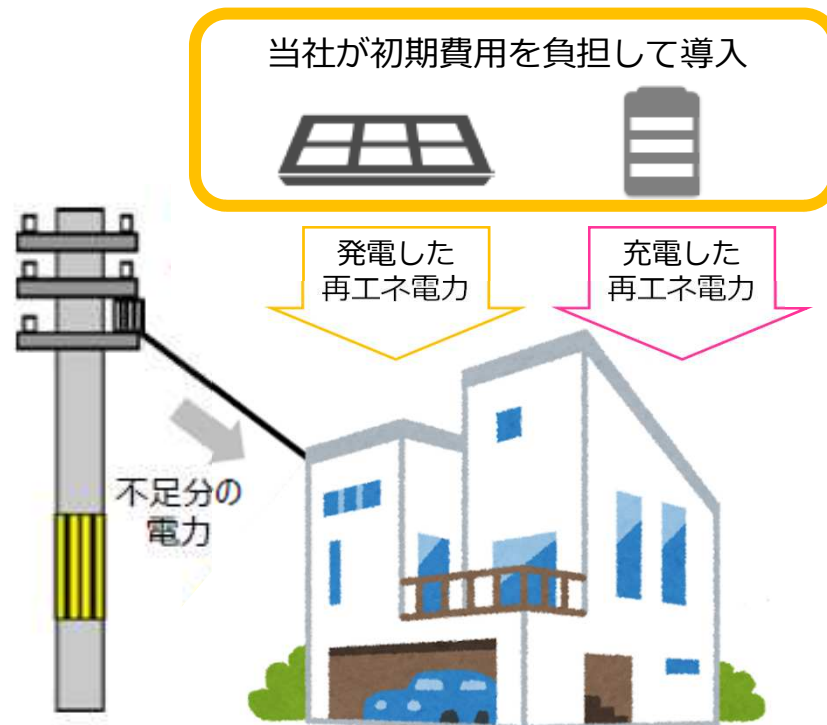 当社が初期費用を負担して導入
発電した
再エネ電力
充電した
再エネ電力
不足分の
電力